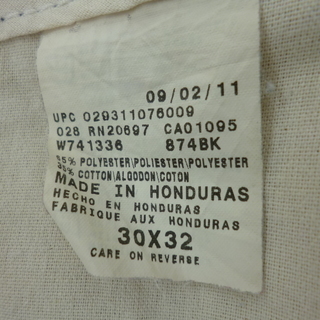 09/02/11
UPC 029311076009
028 RN20697 CA01095
W741336 874BK
65% POLYESTER\POLIESTER\POLYESTER
35% COTTON\ALGODON\COTON
MADE IN HONDURAS
HECHO EN HONDURAS
FABRIQUE AUX HONDURAS
30X32
CARE ON REVERSE